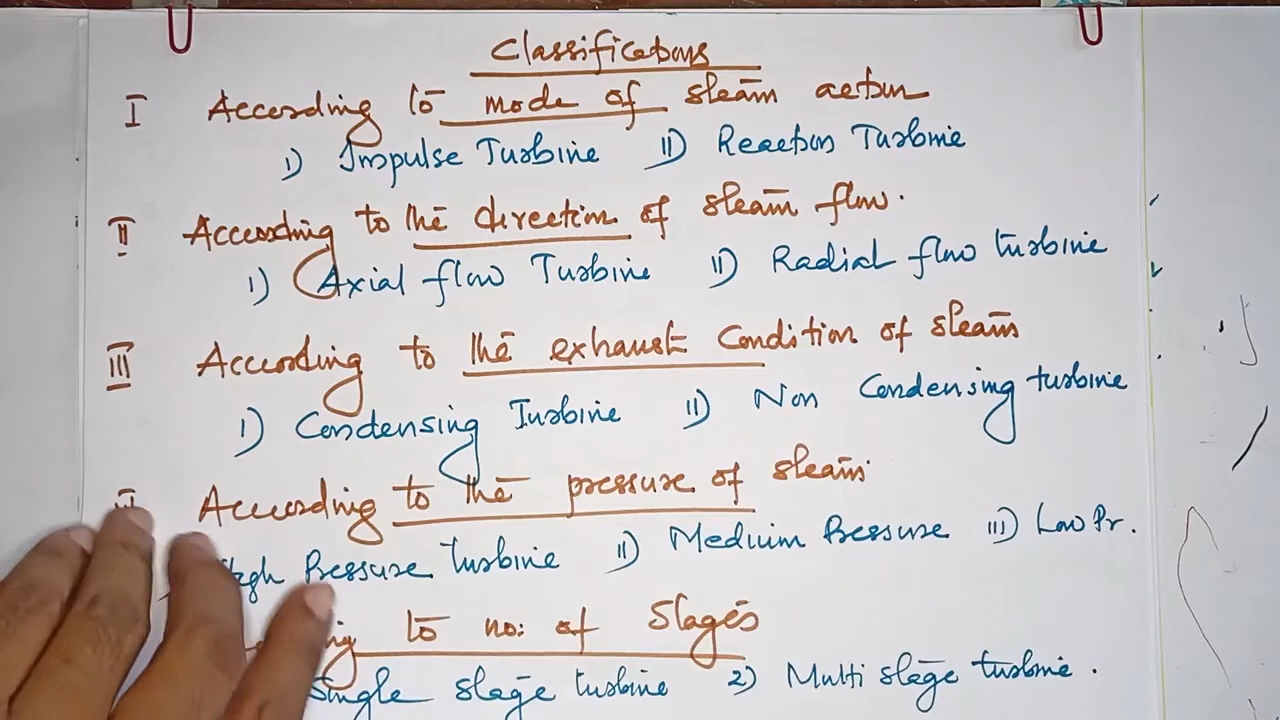 Classifications
I According to mode of steam action
i) Impulse Turbine ii) Reaction Turbine
II According to the direction of steam flow.
i) Axial flow Turbine ii) Radial flow turbine
III According to the exhaust Condition of steam
i) Condensing Turbine ii) Non Condensing turbine
According to the pressure of steam
High Pressure turbine ii) Medium Pressure iii) Low Pr.
to no: of Stages
Single stage turbine 2) Multi stage turbine.